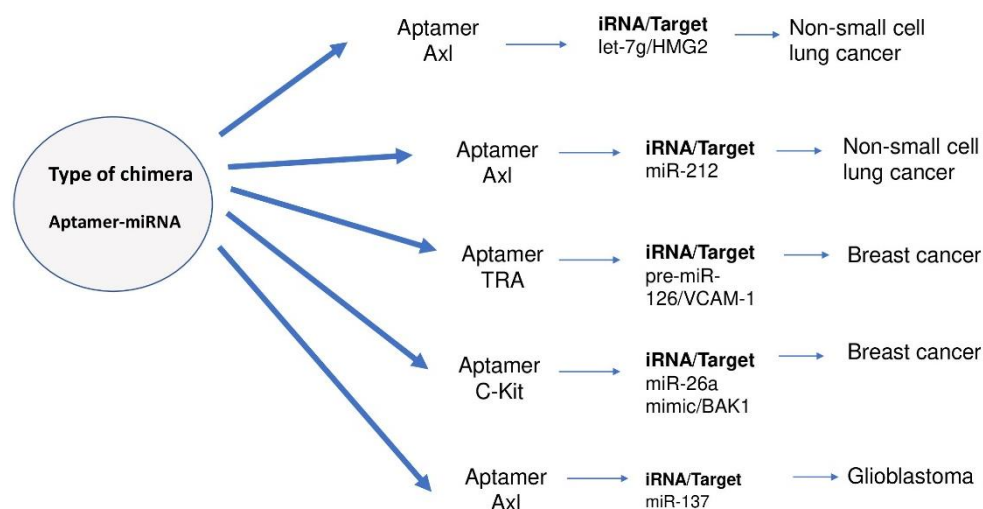 Type of chimera
Aptamer-miRNA
Aptamer
Axl
iRNA/Target
let-7g/HMG2
Non-small cell
lung cancer
Aptamer
Axl
iRNA/Target
miR-212
Non-small cell
lung cancer
Aptamer
TRA
iRNA/Target
pre-miR-
126/VCAM-1
Breast cancer
Aptamer
C-Kit
iRNA/Target
miR-26a
mimic/BAK1
Breast cancer
Aptamer
Axl
iRNA/Target
miR-137
Glioblastoma